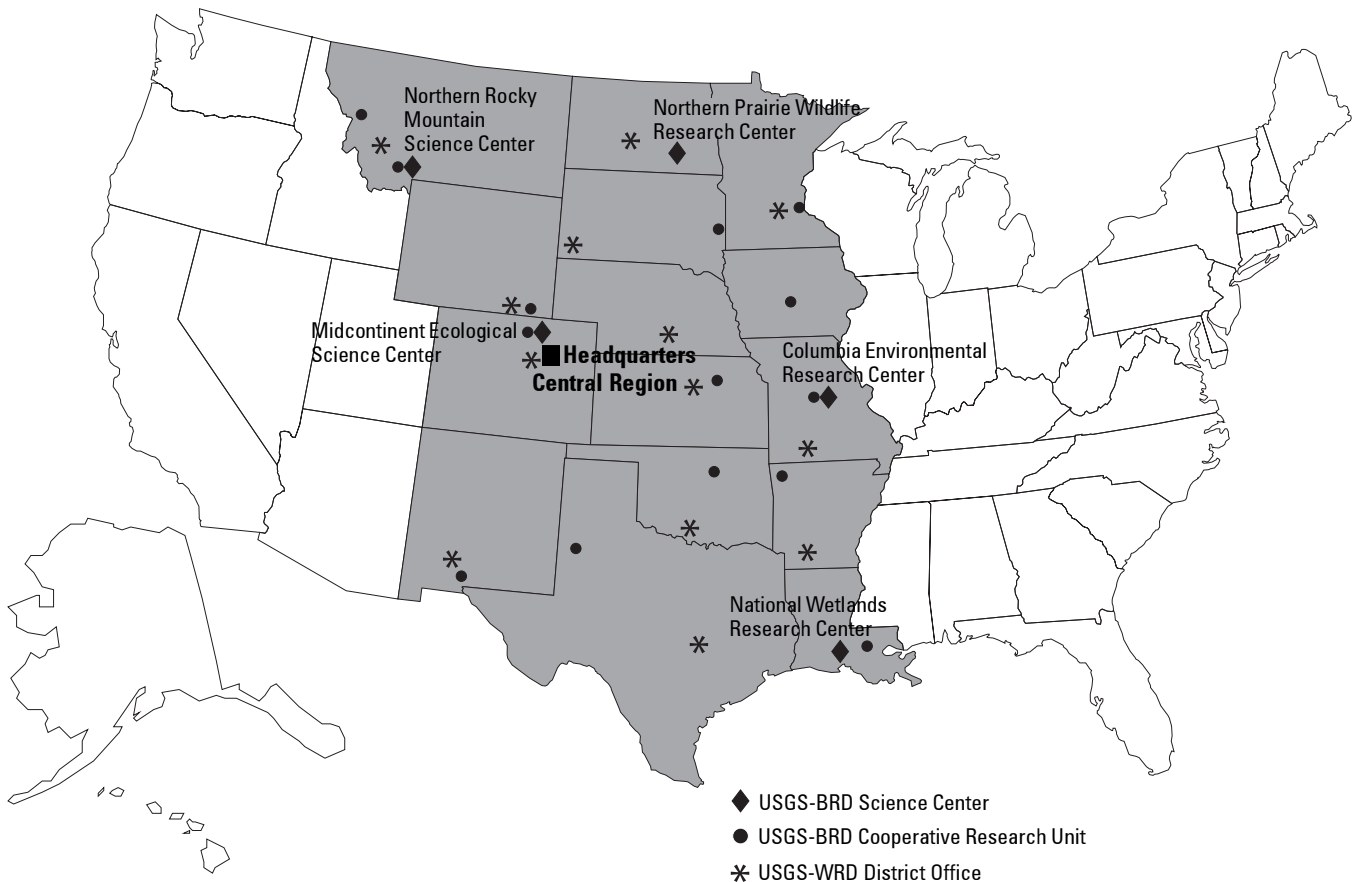 Northern Rocky
Mountain
Science Center
Northern Prairie Wildlife
Research Center
Midcontinent Ecological
Science Center
Headquarters
Central Region
Columbia Environmental
Research Center
National Wetlands
Research Center
USGS-BRD Science Center
USGS-BRD Cooperative Research Unit
USGS-WRD District Office